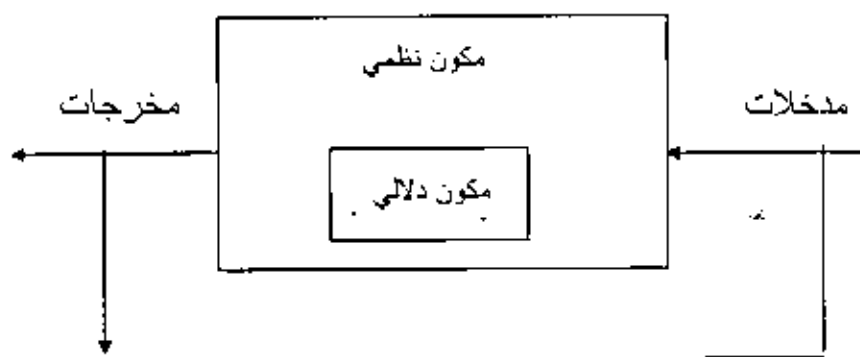 مكون نظمي
مدخلات
مخرجات
مكون دلالي